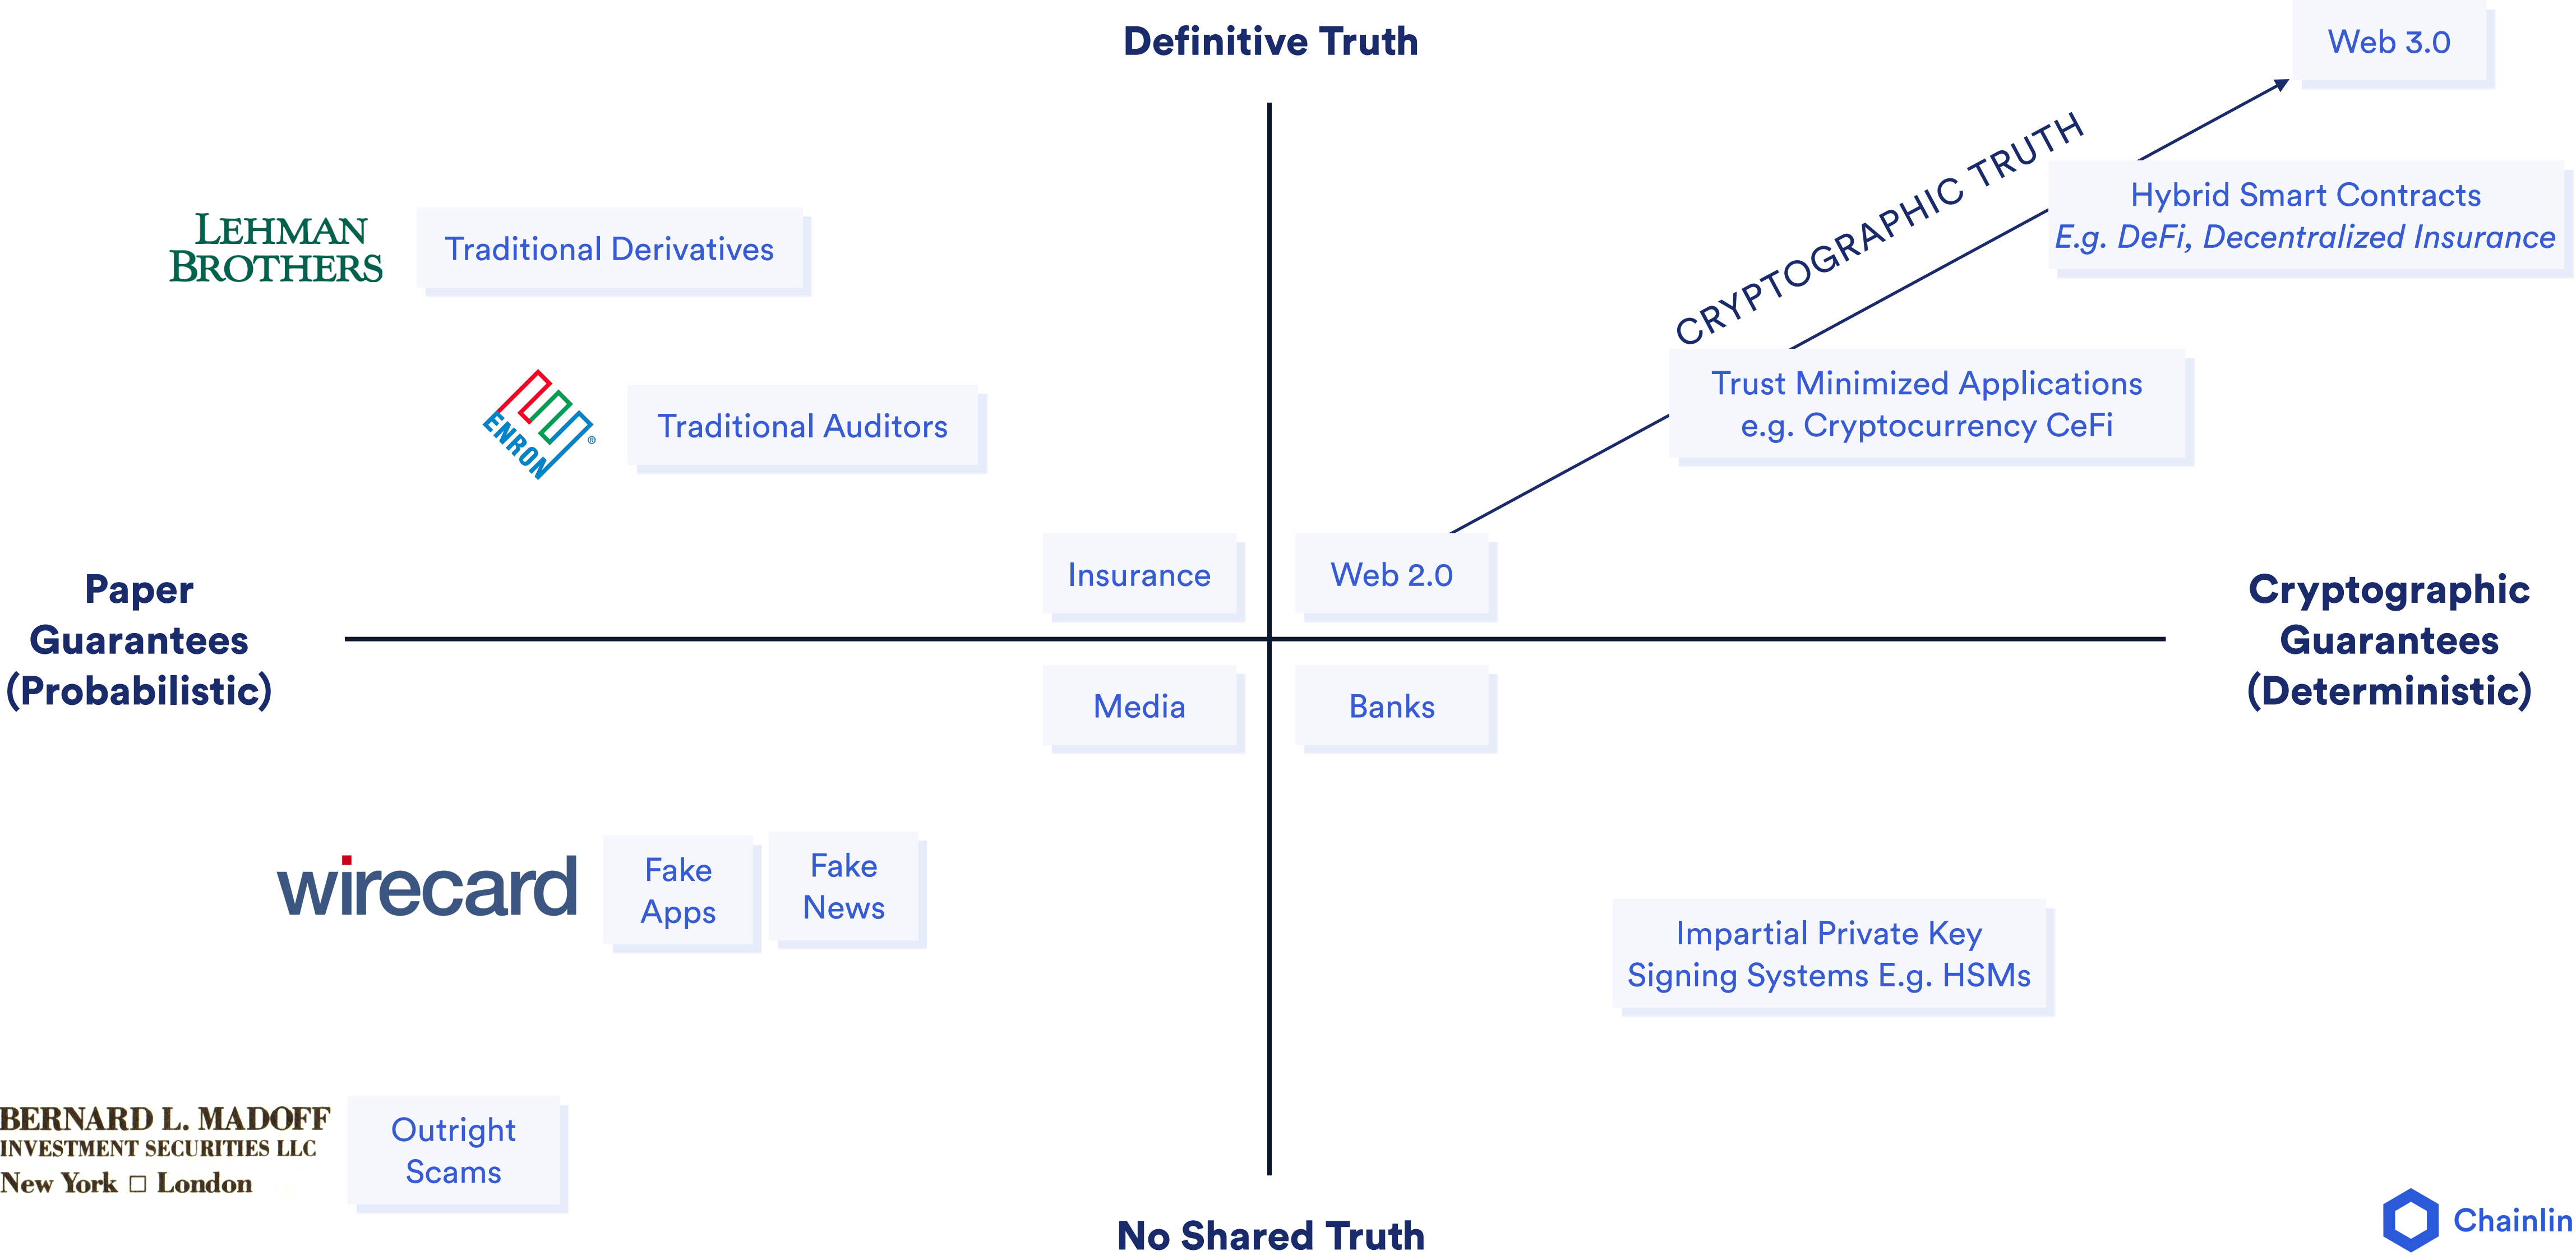 Definitive Truth
Web 3.0
CRYPTOGRAPHIC TRUTH
Hybrid Smart Contracts
E.g. DeFi, Decentralized Insurance
LEHMAN
BROTHERS
Traditional Derivatives
Trust Minimized Applications
e.g. Cryptocurrency CeFi
ENRON®
Traditional Auditors
Insurance
Web 2.0
Paper
Guarantees
(Probabilistic)
Cryptographic
Guarantees
(Deterministic)
Media
Banks
wirecard
Fake
Apps
Fake
News
Impartial Private Key
Signing Systems E.g. HSMs
BERNARD L. MADOFF
INVESTMENT SECURITIES LLC
New York □ London
Outright
Scams
No Shared Truth
Chainlin